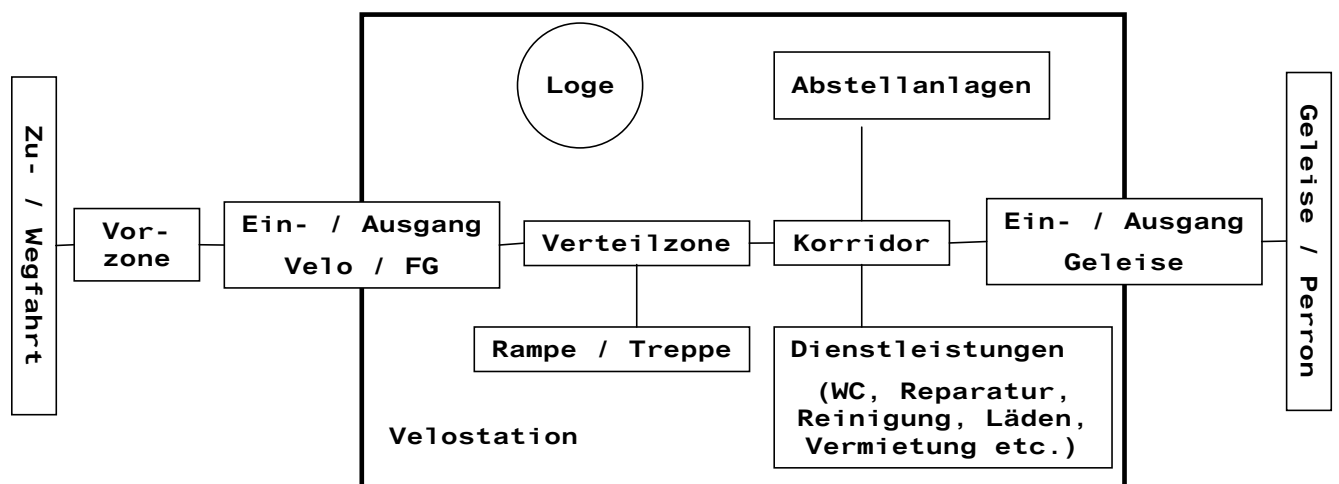 Loge
Abstellanlagen
Zu- / Wegfahrt
Vor-
zone
Ein- / Ausgang
Velo / FG
Verteilzone
Korridor
Ein- / Ausgang
Geleise
Geleise / Perron
Rampe / Treppe
Dienstleistungen
(WC, Reparatur,
Reinigung, Läden,
Vermietung etc.)
Velostation